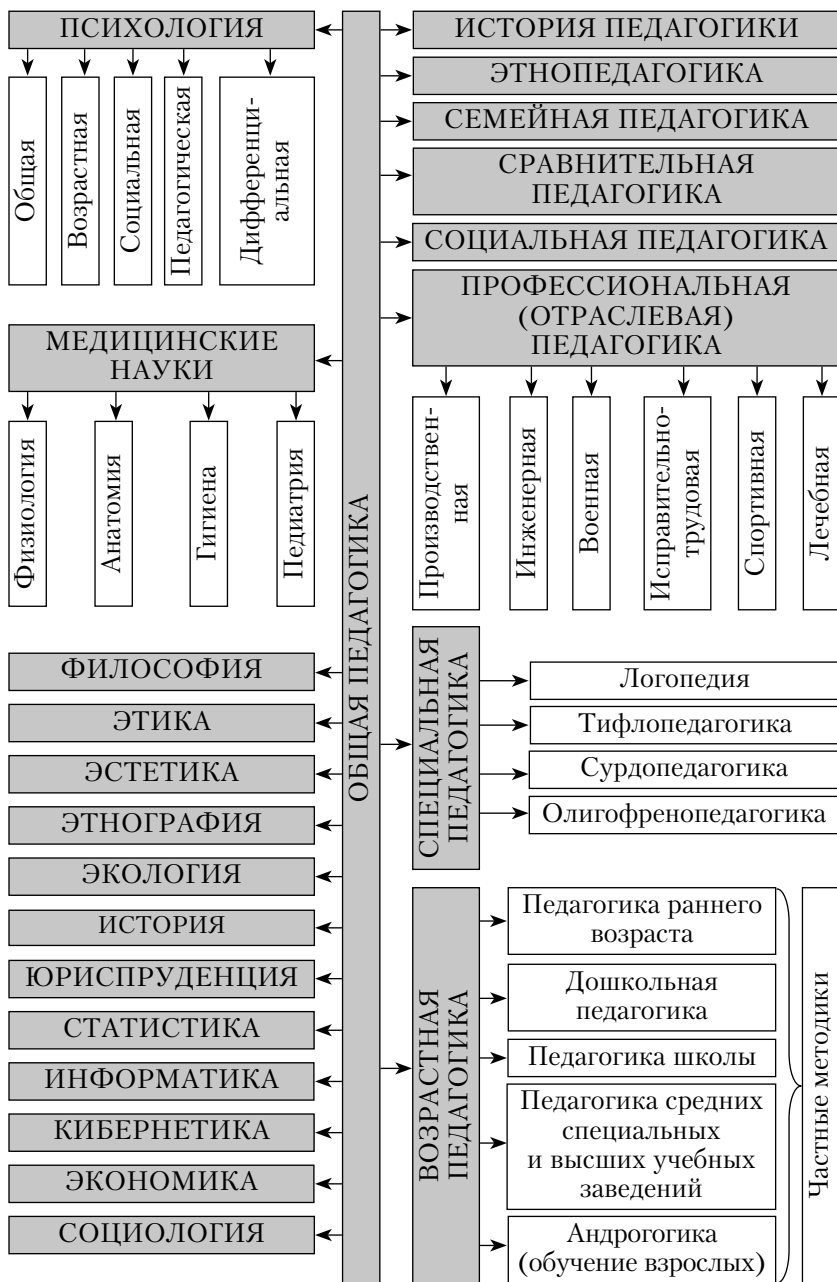 ПСИХОЛОГИЯ
Общая
Возрастная
Социальная
Педагогическая
Дифференци-
альная
МЕДИЦИНСКИЕ
НАУКИ
Физиология
Анатомия
Гигиена
Педиатрия
ФИЛОСОФИЯ
ЭТИКА
ЭСТЕТИКА
ЭТНОГРАФИЯ
ЭКОЛОГИЯ
ИСТОРИЯ
ЮРИСПРУДЕНЦИЯ
СТАТИСТИКА
ИНФОРМАТИКА
КИБЕРНЕТИКА
ЭКОНОМИКА
СОЦИОЛОГИЯ
ОБЩАЯ ПЕДАГОГИКА
ИСТОРИЯ ПЕДАГОГИКИ
ЭТНОПЕДАГОГИКА
СЕМЕЙНАЯ ПЕДАГОГИКА
СРАВНИТЕЛЬНАЯ
ПЕДАГОГИКА
СОЦИАЛЬНАЯ ПЕДАГОГИКА
ПРОФЕССИОНАЛЬНАЯ
(ОТРАСЛЕВАЯ)
ПЕДАГОГИКА
Производствен-
ная
Инженерная
Военная
Исправительно-
трудовая
Спортивная
Лечебная
СПЕЦИАЛЬНАЯ
ПЕДАГОГИКА
Логопедия
Тифлопедагогика
Сурдопедагогика
Олигофренопедагогика
ВОЗРАСТНАЯ
ПЕДАГОГИКА
Педагогика раннего
возраста
Дошкольная
педагогика
Педагогика школы
Педагогика средних
специальных
и высших учебных
заведений
Андрогогика
(обучение взрослых)
Частные методики